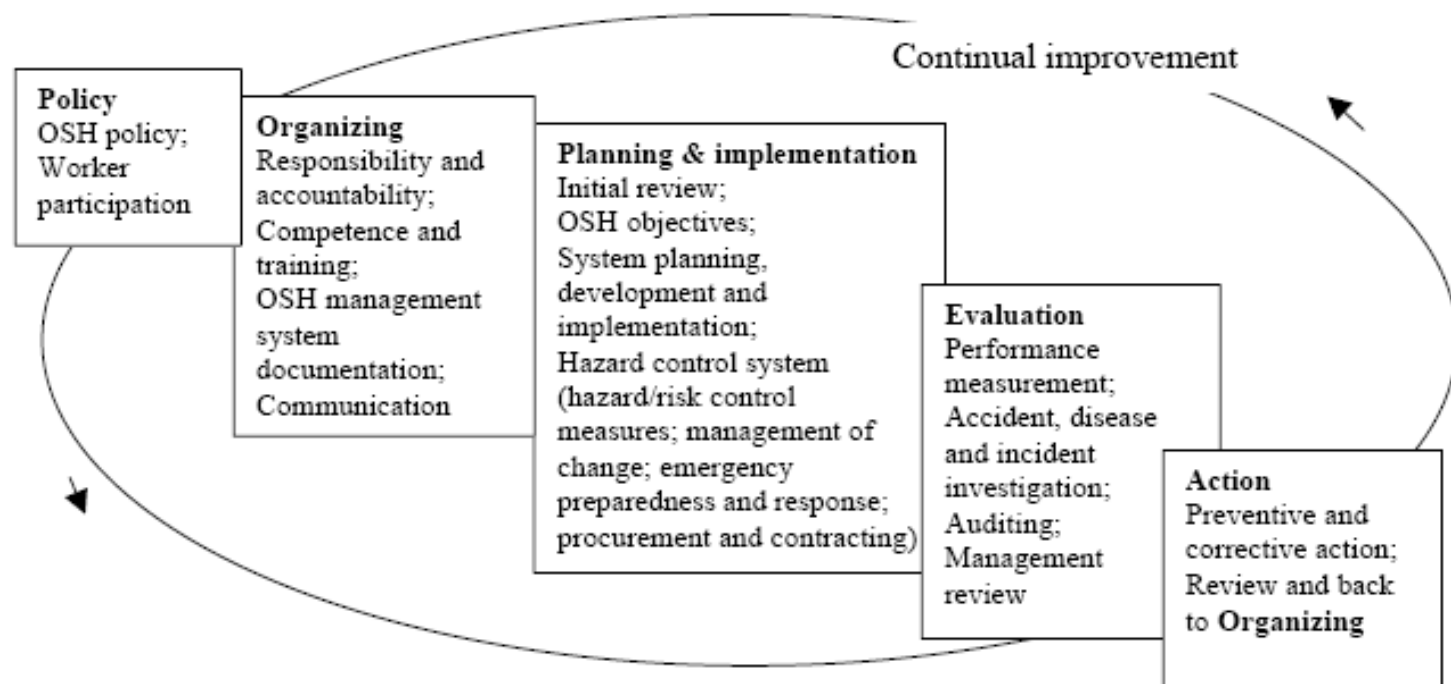 Continual improvement
Policy
OSH policy;
Worker
participation
Organizing
Responsibility and
accountability;
Competence and
training;
OSH management
system
documentation;
Communication
Planning & implementation
Initial review;
OSH objectives;
System planning,
development and
implementation;
Hazard control system
(hazard/risk control
measures; management of
change; emergency
preparedness and response;
procurement and contracting)
Evaluation
Performance
measurement;
Accident, disease
and incident
investigation;
Auditing;
Management
review
Action
Preventive and
corrective action;
Review and back
to Organizing